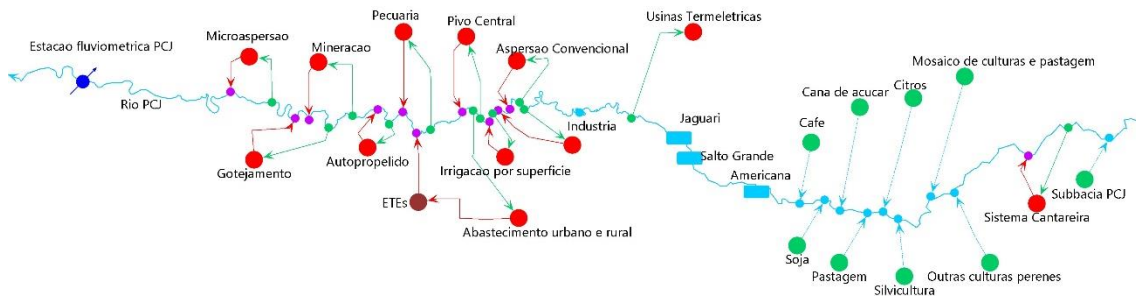 Estacao fluviometrica PCJ
Rio PCJ
Microaspersao
Mineracao
Pecuaria
Pivo Central
Aspersao Convencional
Usinas Termeletricas
Gotejamento
Autopropelido
ETEs
Irrigacao por superficie
Industria
Abastecimento urbano e rural
Jaguari
Salto Grande
Americana
Cafe
Cana de acucar
Citros
Mosaico de culturas e pastagem
Soja
Pastagem
Silvicultura
Outras culturas perenes
Sistema Cantareira
Subbacia PCJ